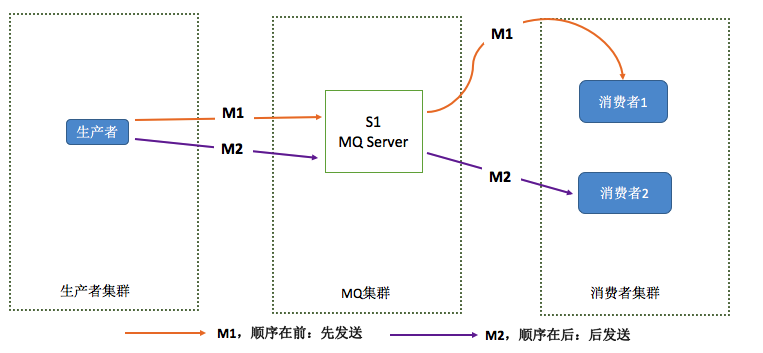 M1
M1
S1
MQ Server
消费者1
生产者
M2
M2
消费者2
生产者集群
MQ集群
消费者集群
M1，顺序在前：先发送
M2，顺序在后：后发送